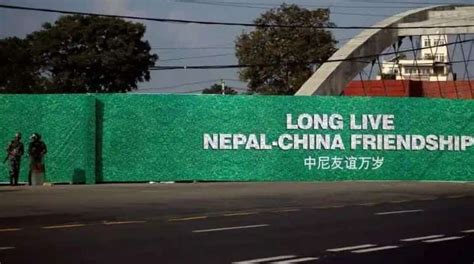 LONG LIVE
NEPAL-CHINA FRIENDSHIP
中尼友谊万岁